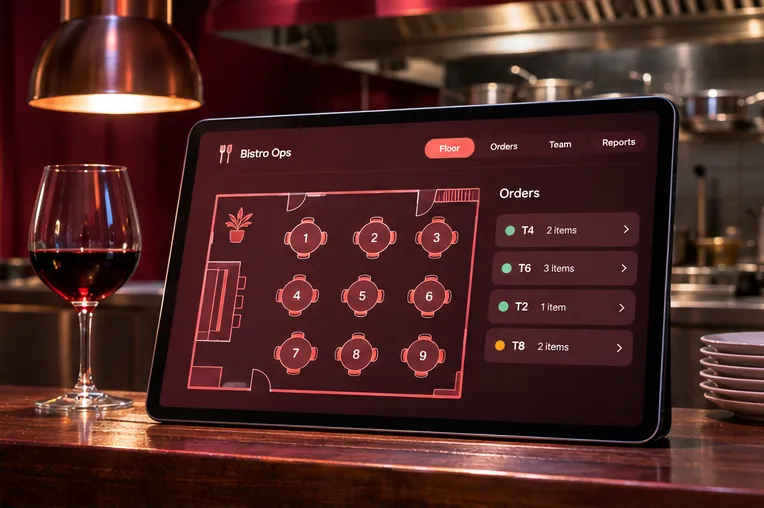 Bistro Ops
Floor
Orders
Team
Reports
Orders
T4 2 items
T6 3 items
T2 1 item
T8 2 items
1 2 3
4 5 6
7 8 9